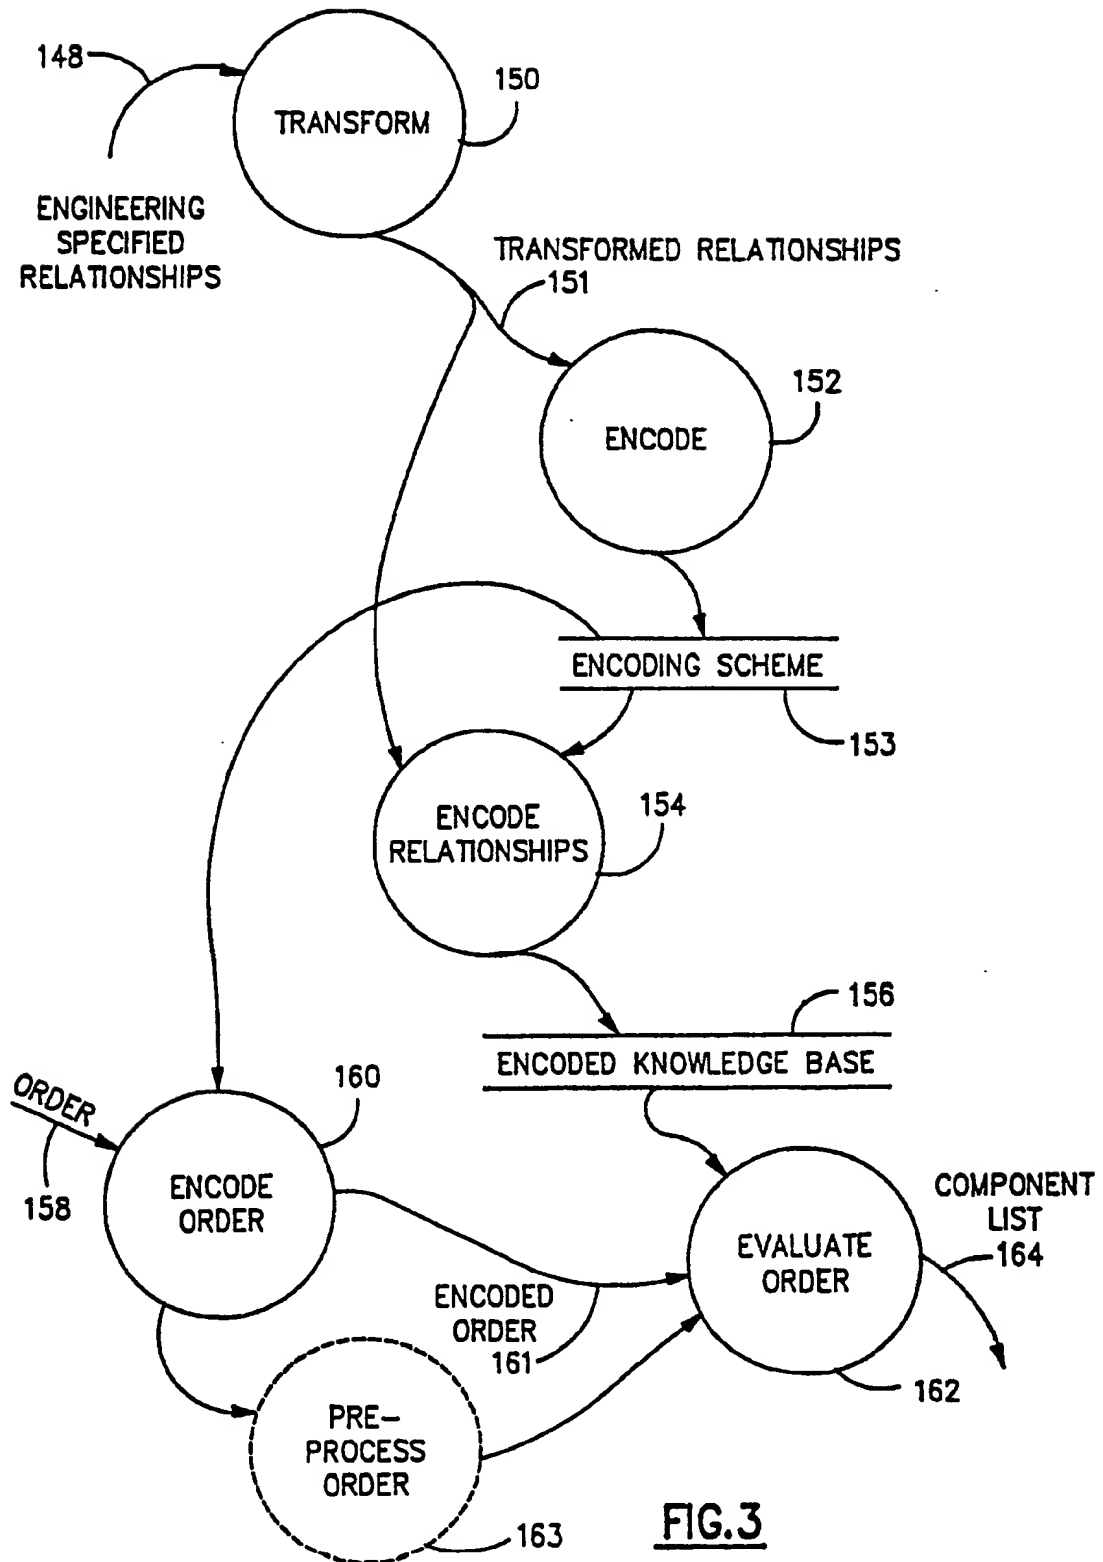 148
TRANSFORM
150
ENGINEERING
SPECIFIED
RELATIONSHIPS
TRANSFORMED RELATIONSHIPS
151
ENCODE
152
ENCODING SCHEME
153
ENCODE
RELATIONSHIPS
154
156
ENCODED KNOWLEDGE BASE
ORDER
158
160
ENCODE
ORDER
ENCODED
ORDER
161
EVALUATE
ORDER
COMPONENT
LIST
164
162
PRE-
PROCESS
ORDER
163
FIG.3